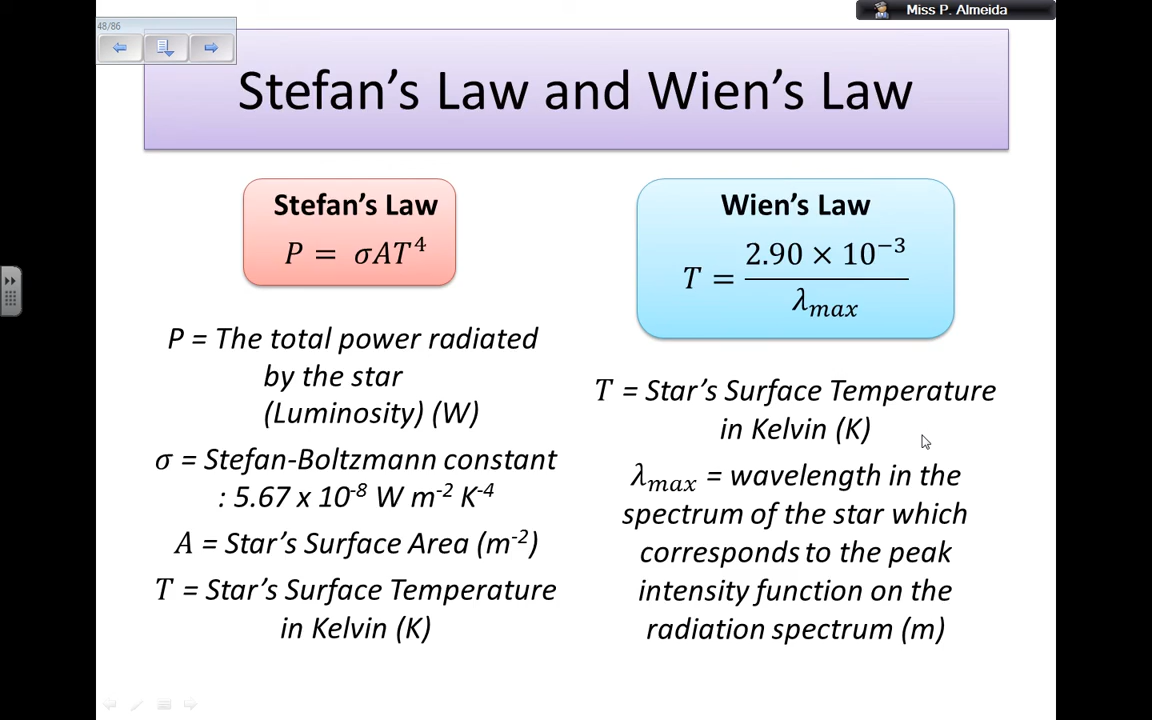 Miss P. Almeida
48/86
Stefan's Law and Wien's Law
Stefan's Law
P = σAT⁴
P = The total power radiated
by the star
(Luminosity) (W)
σ = Stefan-Boltzmann constant
: 5.67 x 10⁻⁸ W m⁻² K⁻⁴
A = Star's Surface Area (m⁻²)
T = Star's Surface Temperature
in Kelvin (K)
Wien's Law
T = 2.90 × 10⁻³ / λmax
T = Star's Surface Temperature
in Kelvin (K)
λmax = wavelength in the
spectrum of the star which
corresponds to the peak
intensity function on the
radiation spectrum (m)